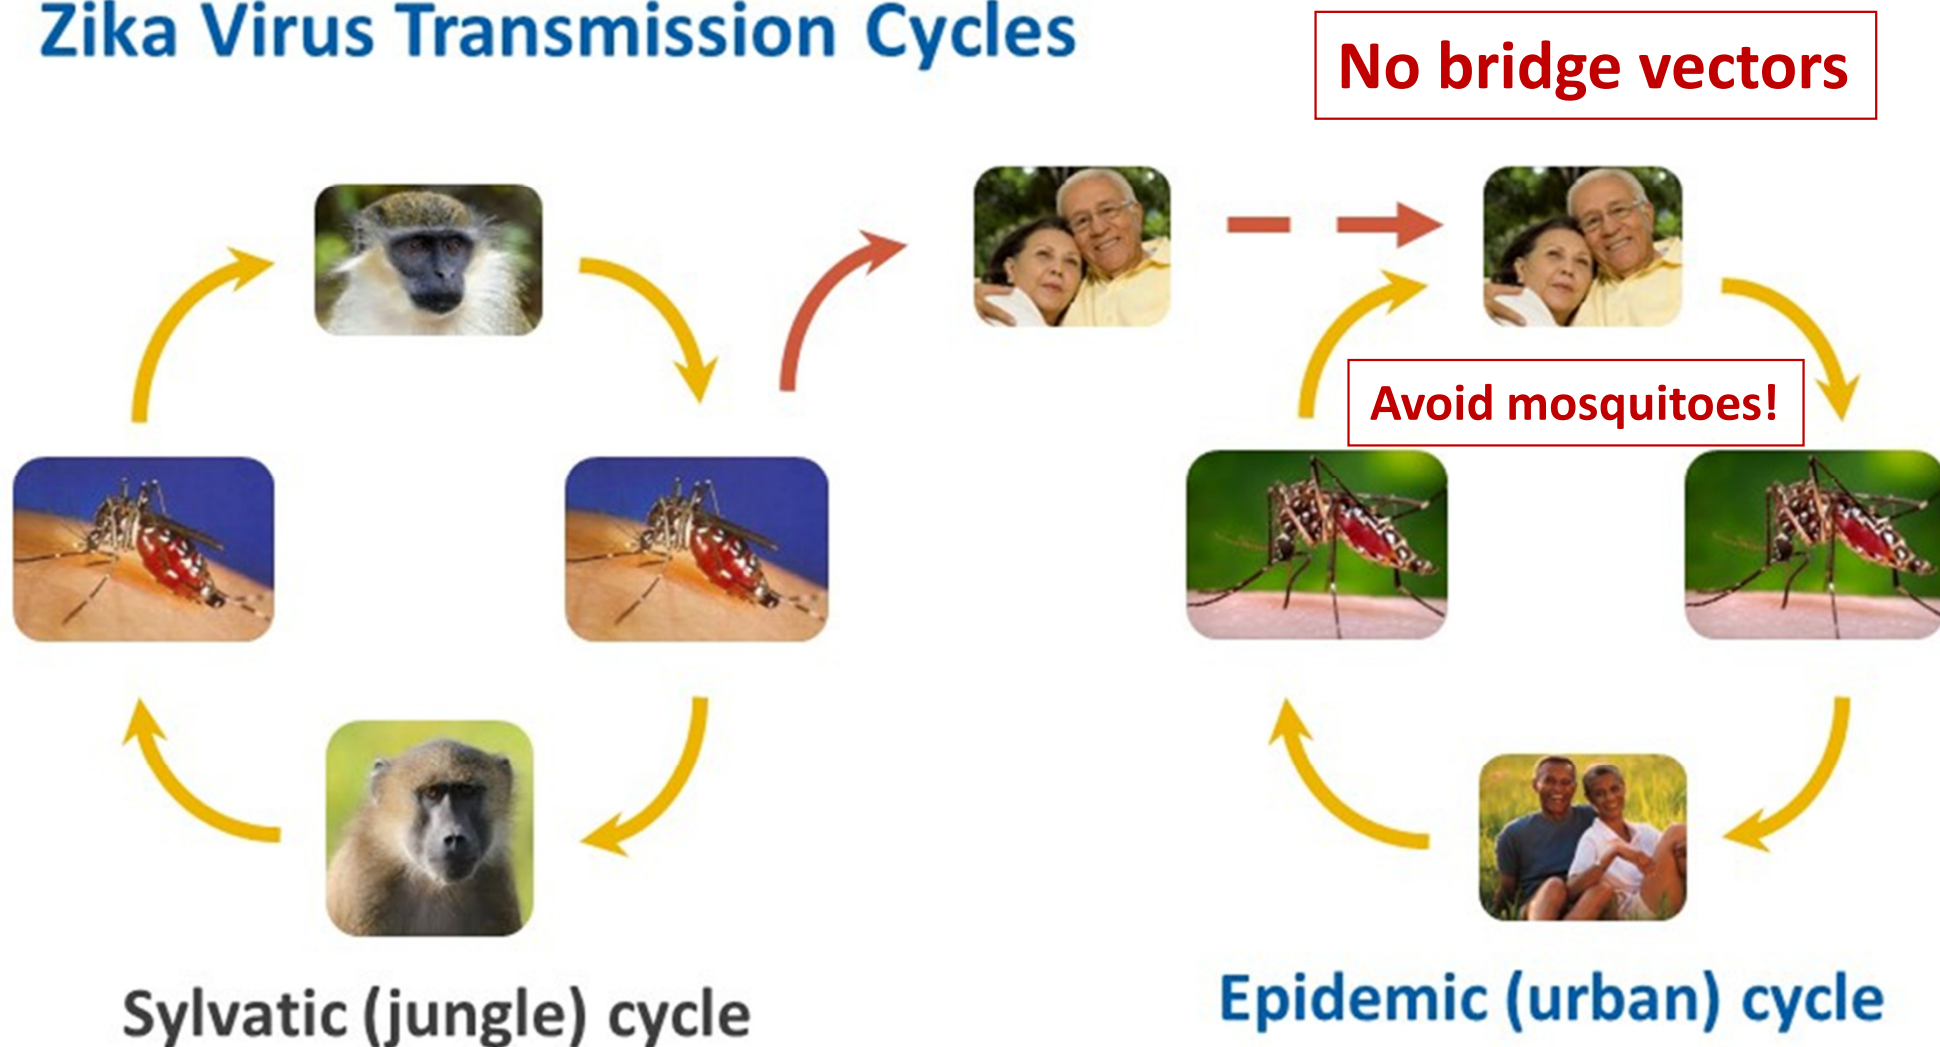 Zika Virus Transmission Cycles
No bridge vectors
Avoid mosquitoes!
Sylvatic (jungle) cycle
Epidemic (urban) cycle